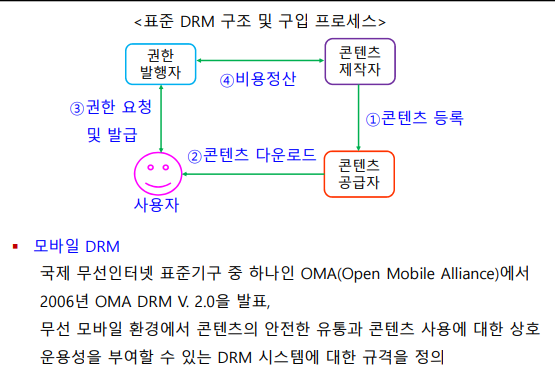 <표준 DRM 구조 및 구입 프로세스>
권한
발행자
콘텐츠
제작자
④비용정산
③권한 요청
및 발급
①콘텐츠 등록
②콘텐츠 다운로드
콘텐츠
공급자
사용자
▪ 모바일 DRM
국제 무선인터넷 표준기구 중 하나인 OMA(Open Mobile Alliance)에서
2006년 OMA DRM V. 2.0을 발표,
무선 모바일 환경에서 콘텐츠의 안전한 유통과 콘텐츠 사용에 대한 상호
운용성을 부여할 수 있는 DRM 시스템에 대한 규격을 정의